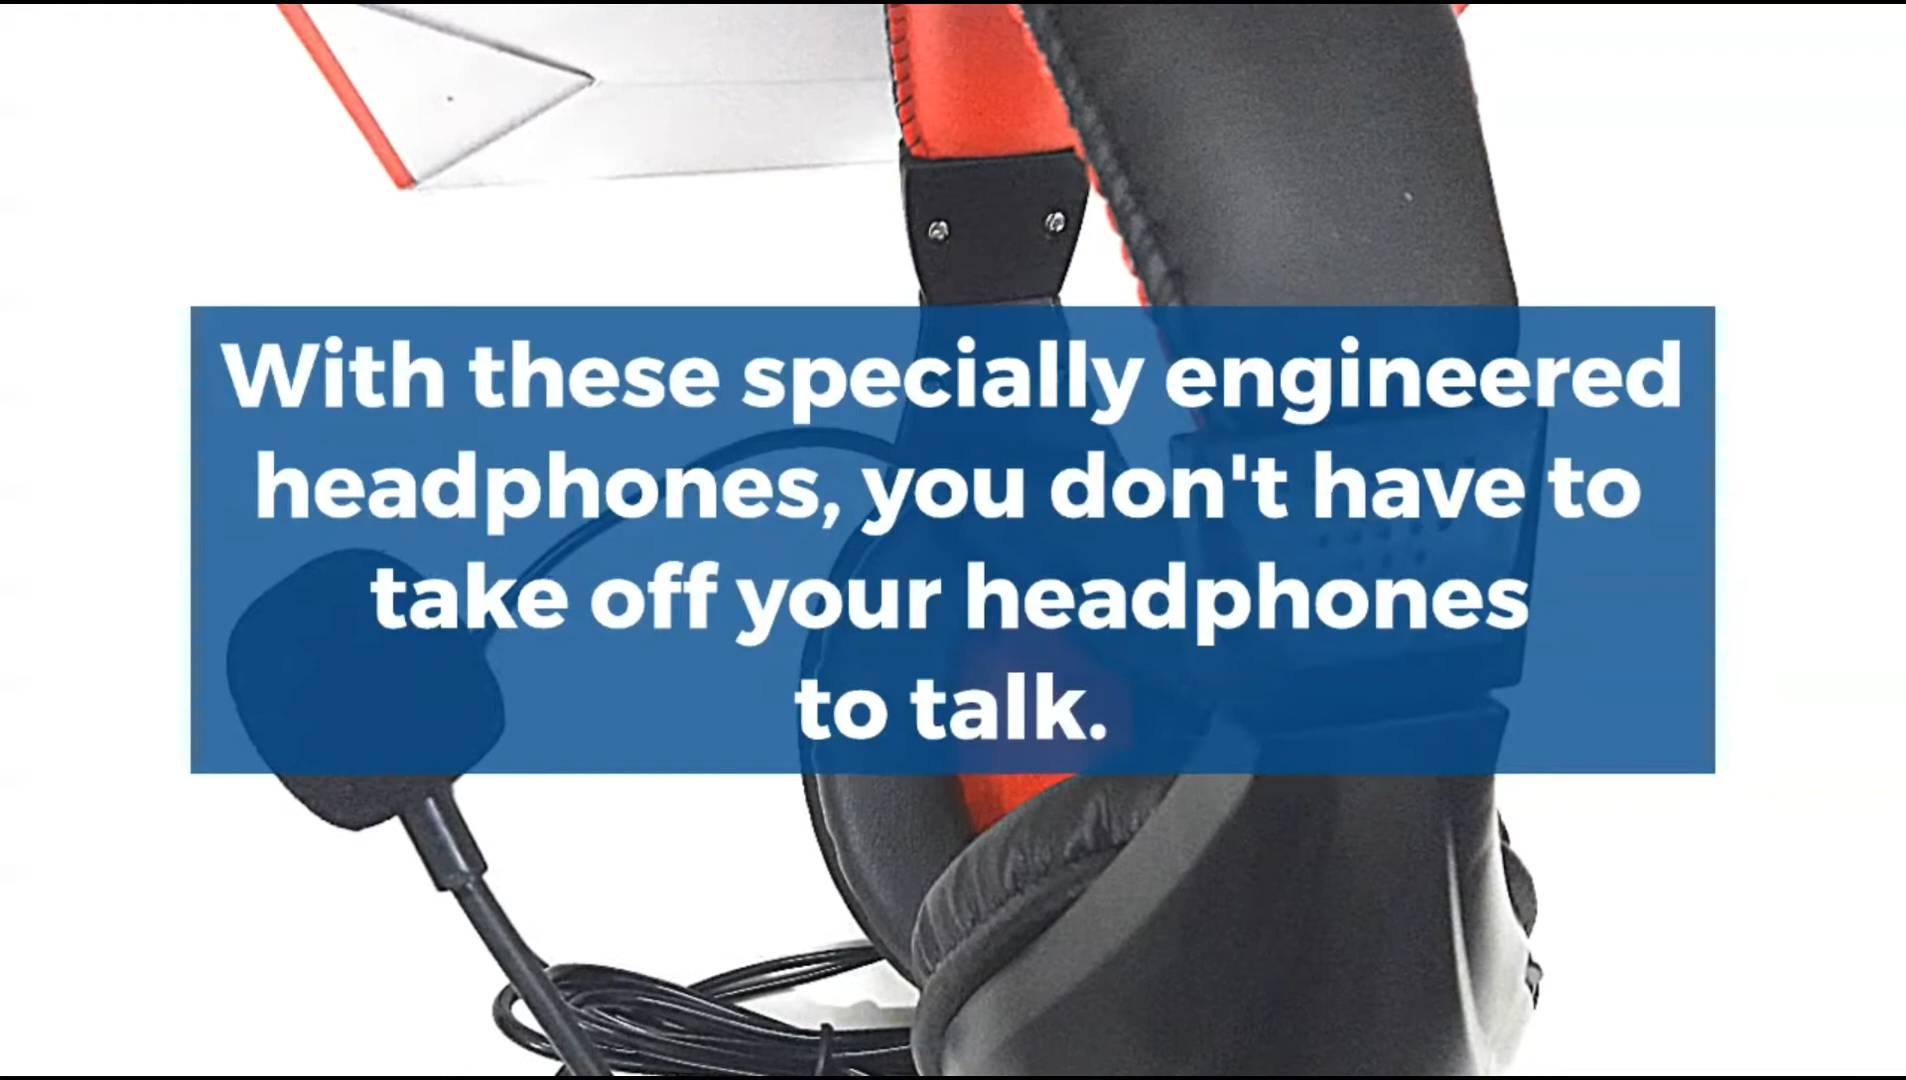 With these specially engineered
headphones, you don't have to
take off your headphones
to talk.